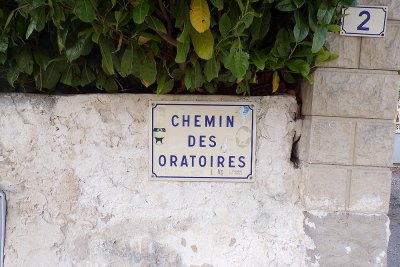 2
CHEMIN
DES
ORATOIRES